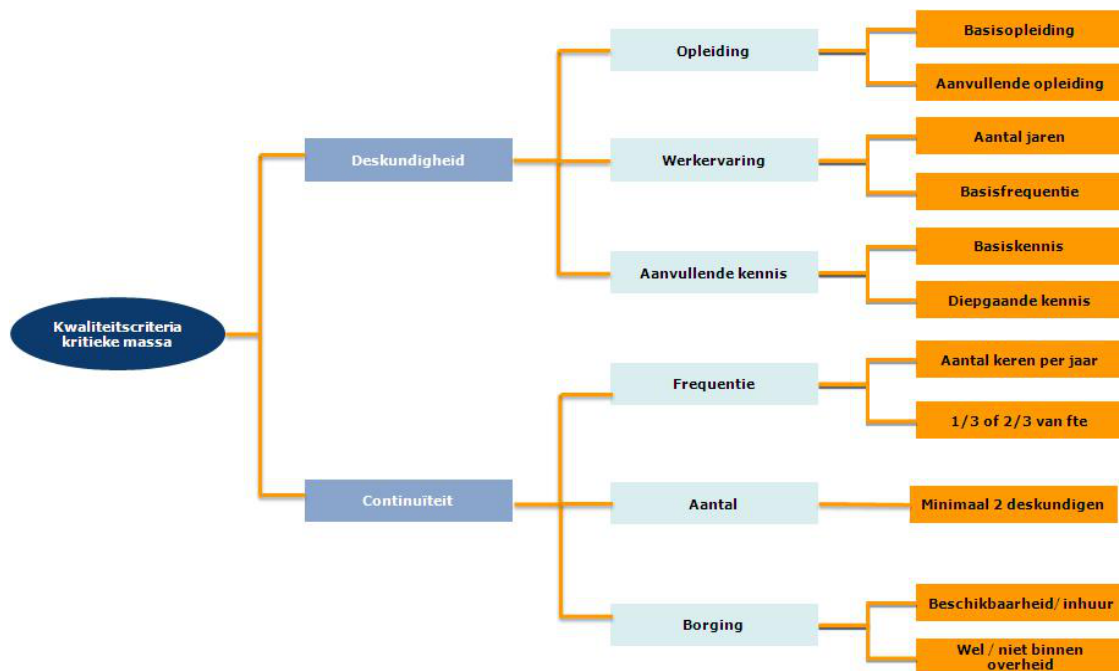 Kwaliteitscriteria
kritieke massa
Deskundigheid
Opleiding
Basisopleiding
Aanvullende opleiding
Werkervaring
Aantal jaren
Basisfrequentie
Aanvullende kennis
Basiskennis
Diepgaande kennis
Continuïteit
Frequentie
Aantal keren per jaar
1/3 of 2/3 van fte
Aantal
Minimaal 2 deskundigen
Borging
Beschikbaarheid/ inhuur
Wel / niet binnen
overheid